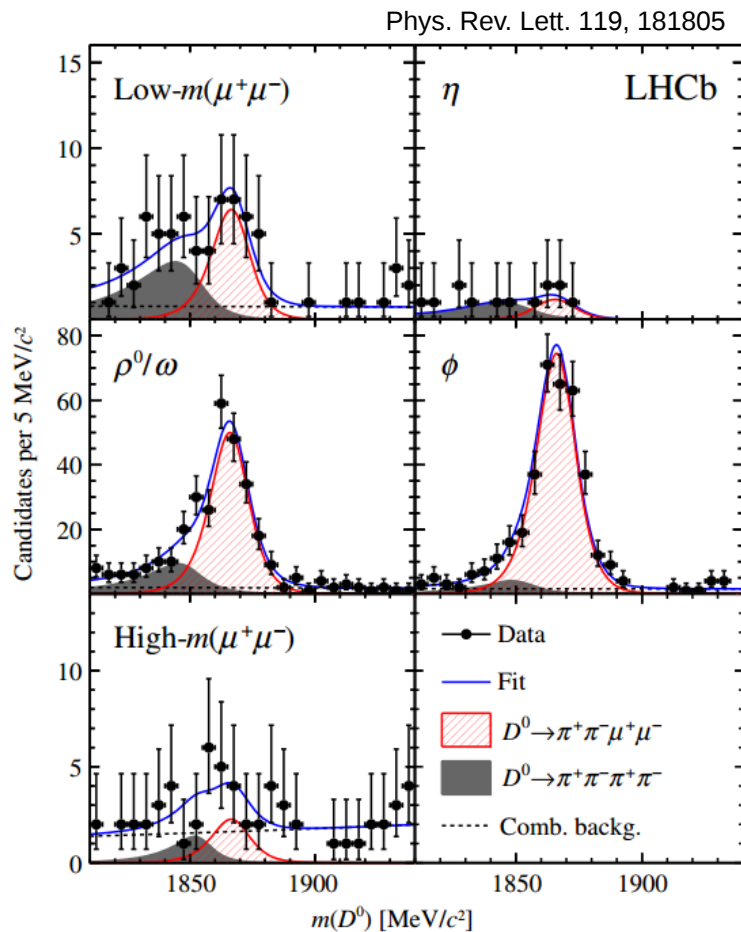 Phys. Rev. Lett. 119, 181805
15
10
5
Low-m(μ⁺μ⁻)
η
LHCb
80
60
40
20
ρ⁰/ω
ϕ
Candidates per 5 MeV/c²
10
5
0
High-m(μ⁺μ⁻)
Data
Fit
D⁰→π⁺π⁻μ⁺μ⁻
D⁰→π⁺π⁻π⁺π⁻
Comb. backg.
1850
1900
1850
1900
m(D⁰) [MeV/c²]